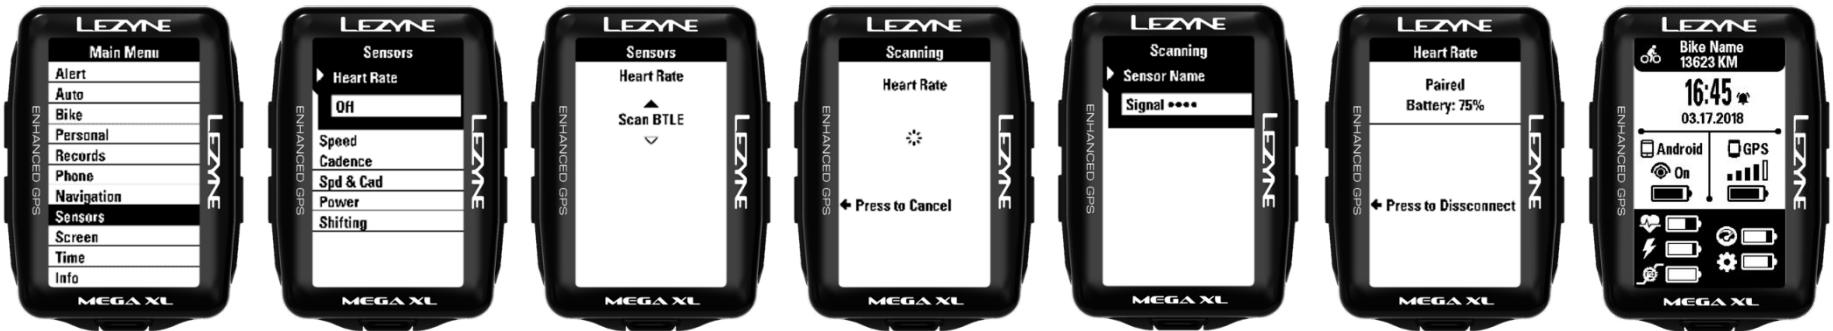 LEZYNE
Main Menu
Alert
Auto
Bike
Personal
Records
Phone
Navigation
Sensors
Screen
Time
Info
ENHANCED GPS
LEZYNE
MEGA XL
LEZYNE
Sensors
Heart Rate
Off
Speed
Cadence
Spd & Cad
Power
Shifting
ENHANCED GPS
LEZYNE
MEGA XL
LEZYNE
Sensors
Heart Rate
Scan BTLE
ENHANCED GPS
LEZYNE
MEGA XL
LEZYNE
Scanning
Heart Rate
Press to Cancel
ENHANCED GPS
LEZYNE
MEGA XL
LEZYNE
Scanning
Sensor Name
Signal
ENHANCED GPS
LEZYNE
MEGA XL
LEZYNE
Heart Rate
Paired
Battery: 75%
Press to Dissconnect
ENHANCED GPS
LEZYNE
MEGA XL
LEZYNE
Bike Name
13623 KM
16:45
03.17.2018
Android
GPS
On
ENHANCED GPS
LEZYNE
MEGA XL